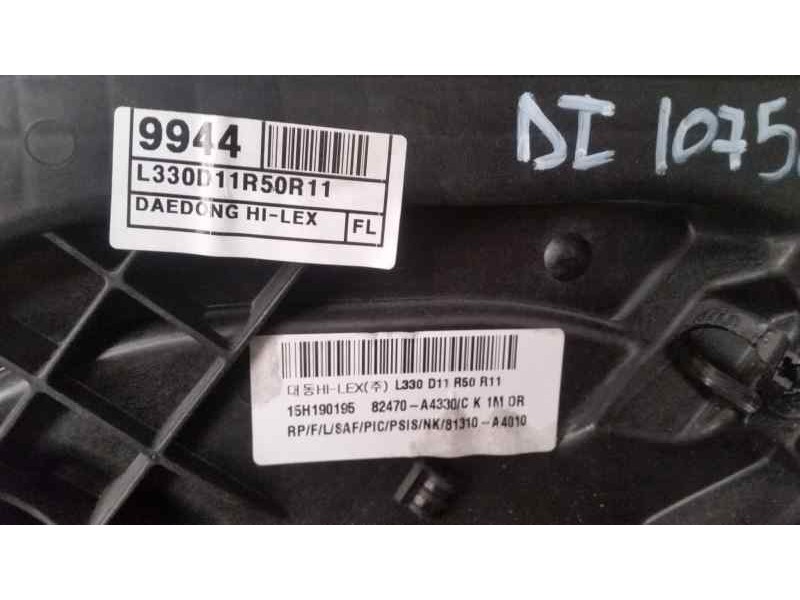 DI 1075
9944
L330D11R50R11
DAEDONG HI-LEX
FL
대동HI-LEX(주) L330 D11 R50 R11
15H190195 82470-A4330/C K 1M OR
RP/F/L/SAF/PIC/PSIS/NK/81310-A4010